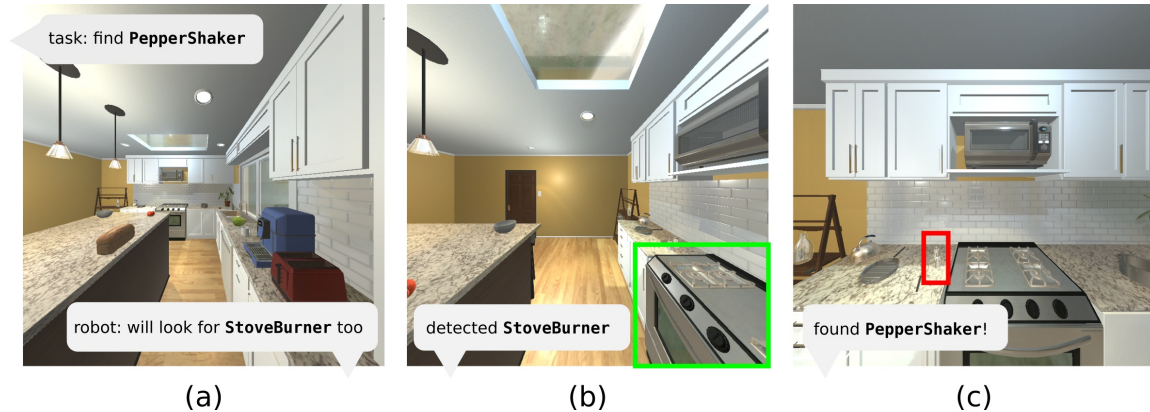 task: find PepperShaker
robot: will look for StoveBurner too
detected StoveBurner
found PepperShaker!
(a)
(b)
(c)